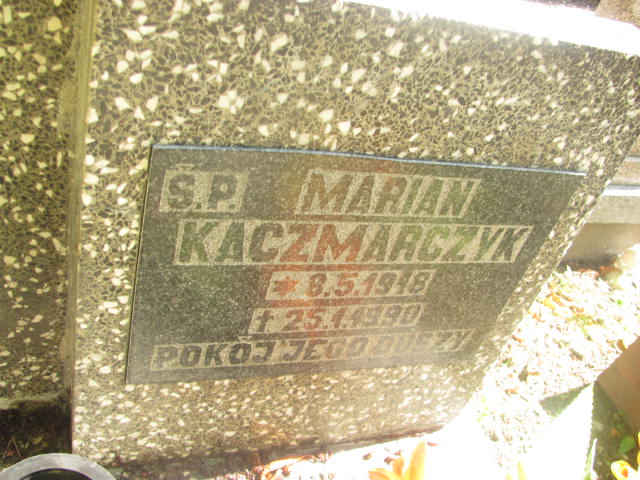 Ś.P. MARIAN
KACZMARCZYK
* 8.5.1918
† 25.1.1990
POKÓJ JEGO DUSZY